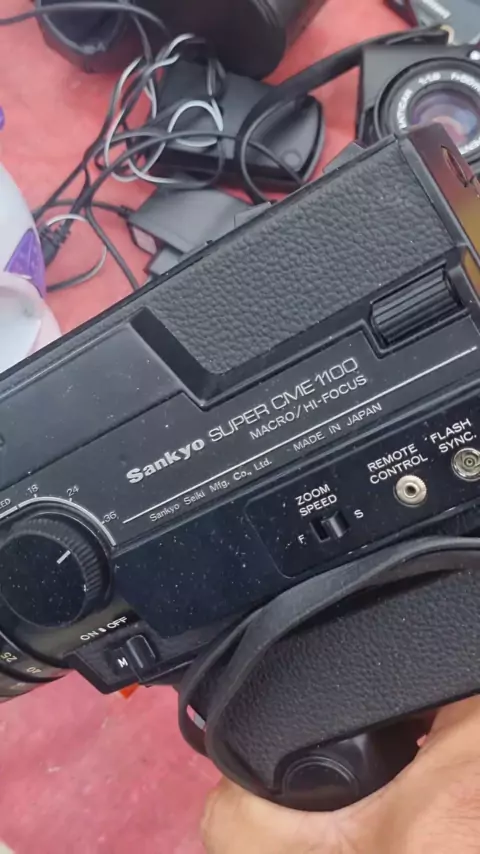 Sankyo SUPER CME 1100
MACRO/HI-FOCUS
Sankyo Seiki Mfg. Co., Ltd. MADE IN JAPAN
ZOOM
SPEED
F S
REMOTE
CONTROL
FLASH
SYNC.
18 24 36
ON OFF
M